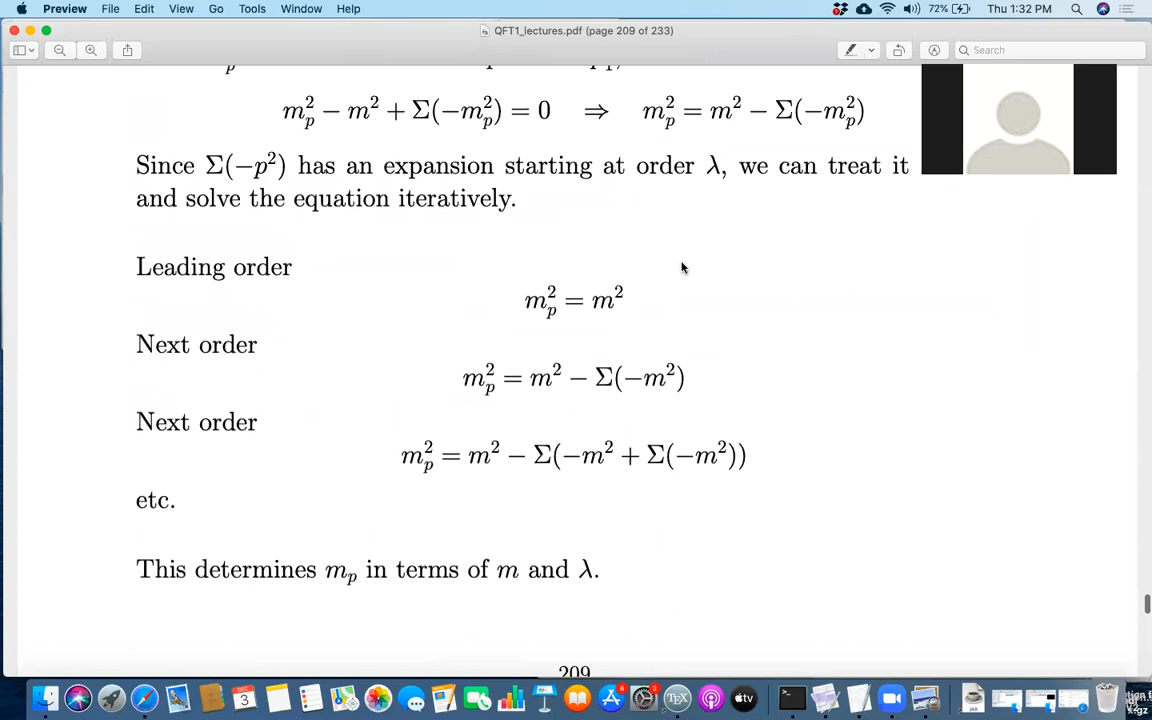 Preview File Edit View Go Tools Window Help 72% Thu 1:32 PM
QFT1_lectures.pdf (page 209 of 233)
Search
m_p^2 − m^2 + Σ(−m_p^2) = 0 ⇒ m_p^2 = m^2 − Σ(−m_p^2)
Since Σ(−p^2) has an expansion starting at order λ, we can treat it
and solve the equation iteratively.
Leading order
m_p^2 = m^2
Next order
m_p^2 = m^2 − Σ(−m^2)
Next order
m_p^2 = m^2 − Σ(−m^2 + Σ(−m^2))
etc.
This determines m_p in terms of m and λ.
209